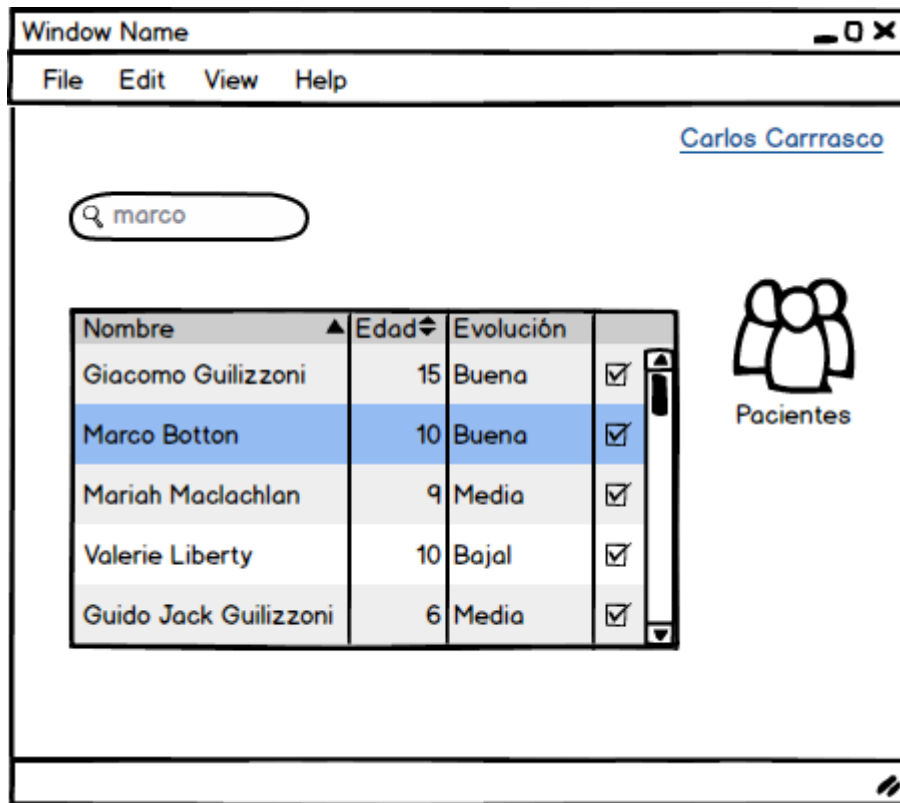 Window Name
File Edit View Help
Carlos Carrrasco
marco
Nombre Edad Evolución
Giacomo Guilizzoni 15 Buena
Marco Botton 10 Buena
Mariah Maclachlan 9 Media
Valerie Liberty 10 Bajal
Guido Jack Guilizzoni 6 Media
Pacientes